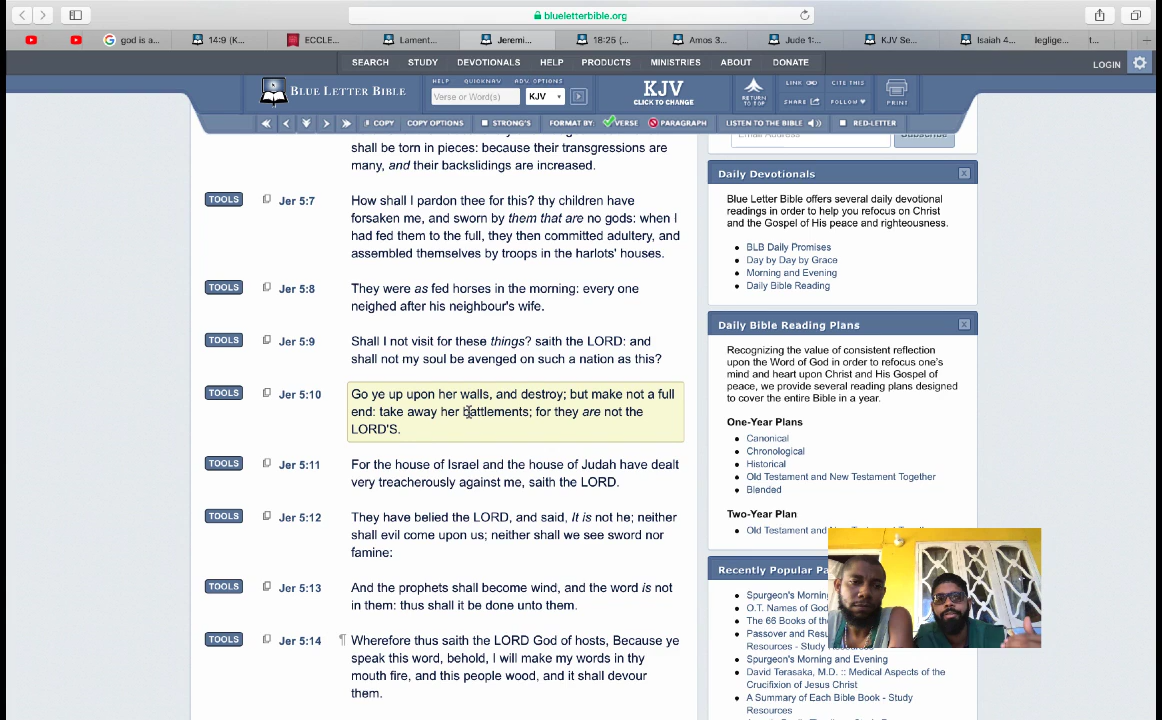 blueletterbible.org
god is a...
14:9 (K...
ECCLE...
Lament...
Jeremi...
18:25 (...
Amos 3...
Jude 1:...
KJV Se...
Isaiah 4...
leglige...
t...
SEARCH STUDY DEVOTIONALS HELP PRODUCTS MINISTRIES ABOUT DONATE
LOGIN
BLUE LETTER BIBLE
HELP QUICKNAV ADV. OPTIONS
Verse or Word(s)
KJV
KJV
CLICK TO CHANGE
RETURN
TO TOP
LINK
CITE THIS
SHARE
FOLLOW
PRINT
COPY COPY OPTIONS STRONG'S FORMAT BY: VERSE PARAGRAPH LISTEN TO THE BIBLE RED-LETTER
shall be torn in pieces: because their transgressions are
many, and their backslidings are increased.
TOOLS Jer 5:7 How shall I pardon thee for this? thy children have
forsaken me, and sworn by them that are no gods: when I
had fed them to the full, they then committed adultery, and
assembled themselves by troops in the harlots' houses.
TOOLS Jer 5:8 They were as fed horses in the morning: every one
neighed after his neighbour's wife.
TOOLS Jer 5:9 Shall I not visit for these things? saith the LORD: and
shall not my soul be avenged on such a nation as this?
TOOLS Jer 5:10 Go ye up upon her walls, and destroy; but make not a full
end: take away her battlements; for they are not the
LORD'S.
TOOLS Jer 5:11 For the house of Israel and the house of Judah have dealt
very treacherously against me, saith the LORD.
TOOLS Jer 5:12 They have belied the LORD, and said, It is not he; neither
shall evil come upon us; neither shall we see sword nor
famine:
TOOLS Jer 5:13 And the prophets shall become wind, and the word is not
in them: thus shall it be done unto them.
TOOLS Jer 5:14 ¶ Wherefore thus saith the LORD God of hosts, Because ye
speak this word, behold, I will make my words in thy
mouth fire, and this people wood, and it shall devour
them.
Email Address
Subscribe
Daily Devotionals
Blue Letter Bible offers several daily devotional
readings in order to help you refocus on Christ
and the Gospel of His peace and righteousness.
BLB Daily Promises
Day by Day by Grace
Morning and Evening
Daily Bible Reading
Daily Bible Reading Plans
Recognizing the value of consistent reflection
upon the Word of God in order to refocus one's
mind and heart upon Christ and His Gospel of
peace, we provide several reading plans designed
to cover the entire Bible in a year.
One-Year Plans
Canonical
Chronological
Historical
Old Testament and New Testament Together
Blended
Two-Year Plan
Old Testament and
Recently Popular Pa
Spurgeon's Morni
O.T. Names of God
The 66 Books of th
Passover and Resu
Resources - Study
Spurgeon's Morning and Evening
David Terasaka, M.D. :: Medical Aspects of the
Crucifixion of Jesus Christ
A Summary of Each Bible Book - Study
Resources